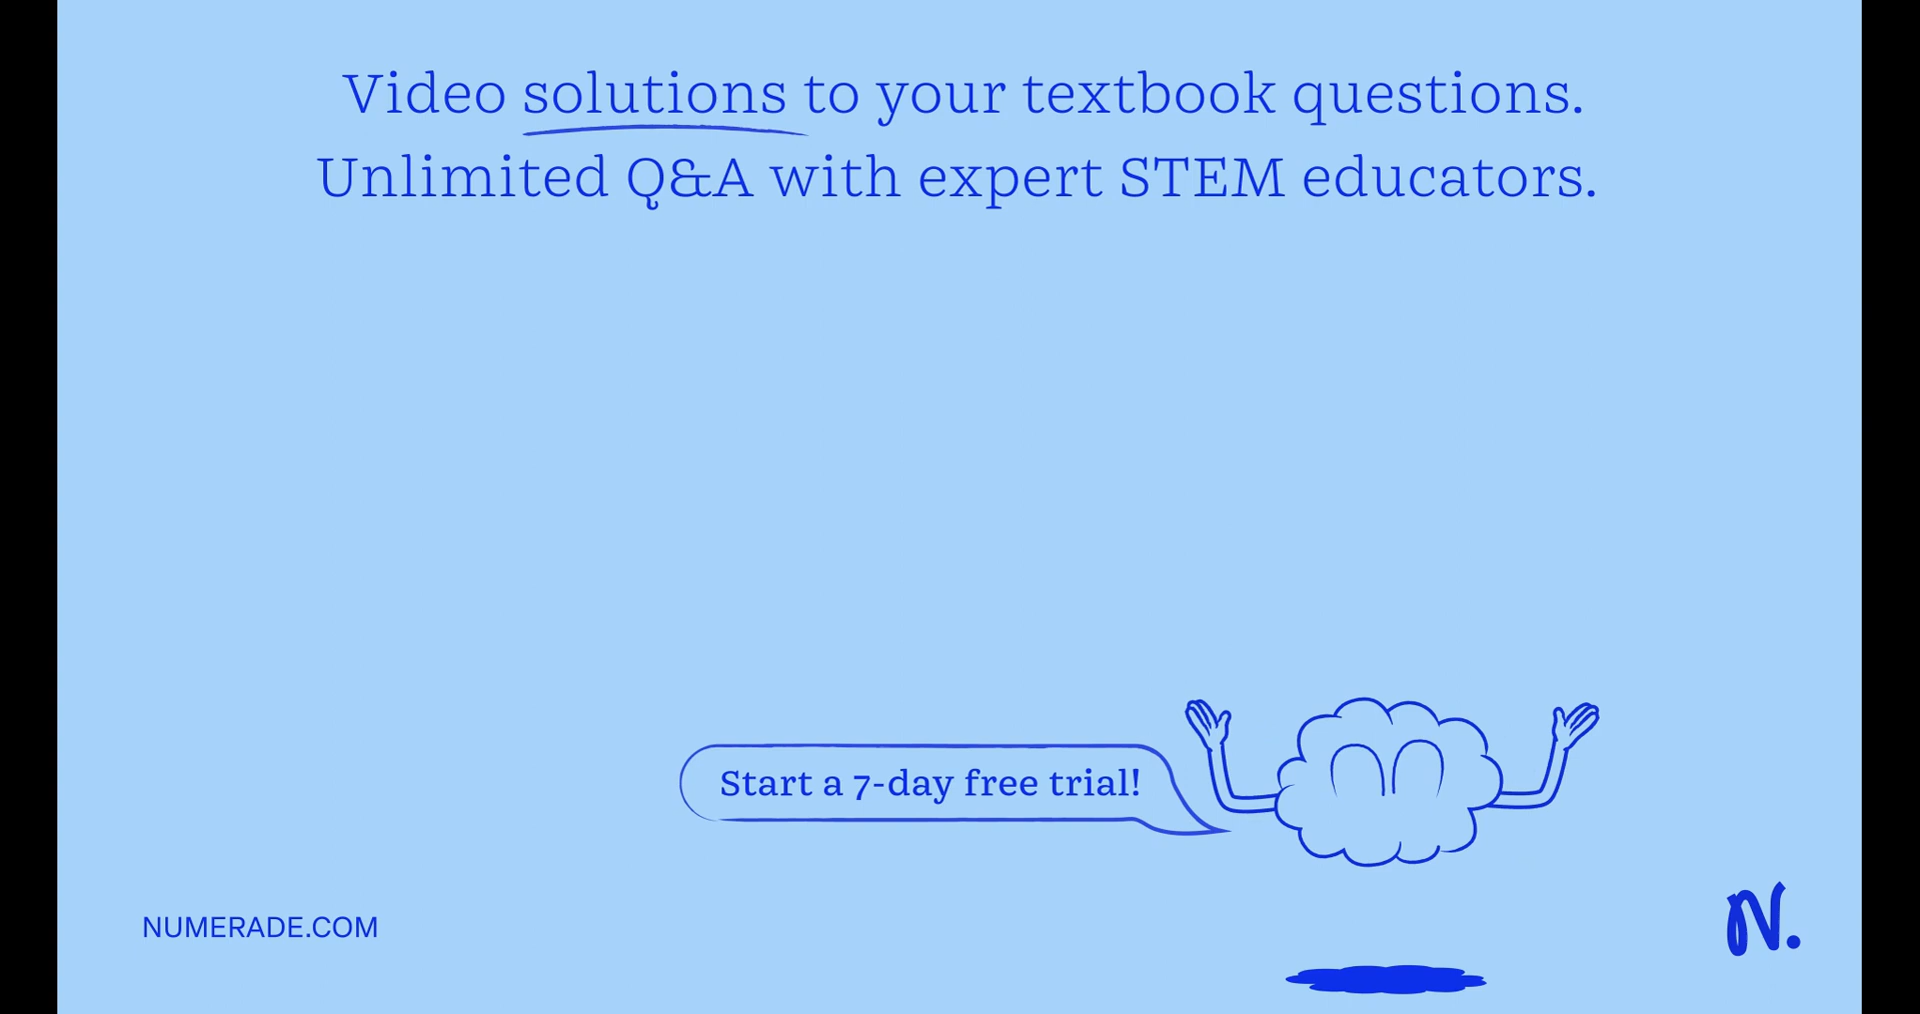 Video solutions to your textbook questions.
Unlimited Q&A with expert STEM educators.
Start a 7-day free trial!
NUMERADE.COM
N.